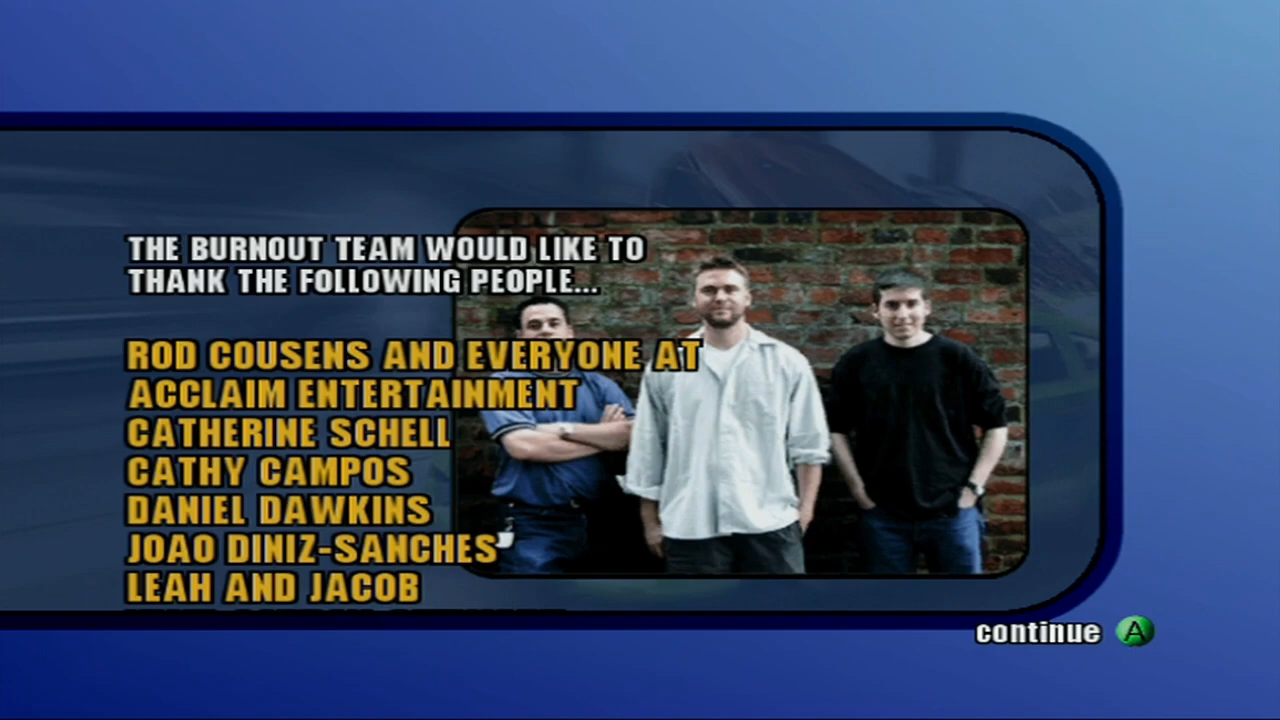 THE BURNOUT TEAM WOULD LIKE TO
THANK THE FOLLOWING PEOPLE...
ROD COUSENS AND EVERYONE AT
ACCLAIM ENTERTAINMENT
CATHERINE SCHELL
CATHY CAMPOS
DANIEL DAWKINS
JOAO DINIZ-SANCHES
LEAH AND JACOB
continue A